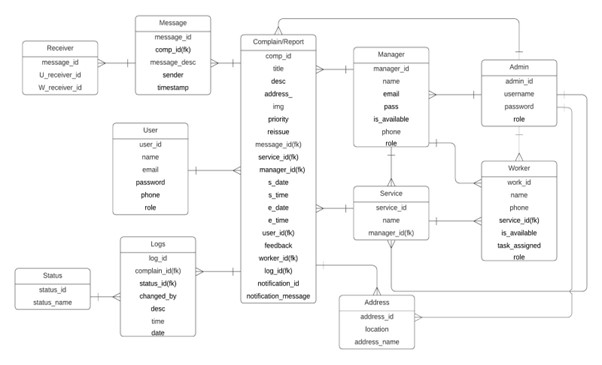 Receiver
message_id
U_receiver_id
W_receiver_id
Message
message_id
comp_id(fk)
message_desc
sender
timestamp
Complain/Report
comp_id
title
desc
address_
img
priority
reissue
message_id(fk)
service_id(fk)
manager_id(fk)
s_date
s_time
e_date
e_time
user_id(fk)
feedback
worker_id(fk)
log_id(fk)
notification_id
notification_message
Manager
manager_id
name
email
pass
is_available
phone
role
Admin
admin_id
username
password
role
User
user_id
name
email
password
phone
role
Worker
work_id
name
phone
service_id(fk)
is_available
task_assigned
role
Service
service_id
name
manager_id(fk)
Logs
log_id
complain_id(fk)
status_id(fk)
changed_by
desc
time
date
Status
status_id
status_name
Address
address_id
location
address_name